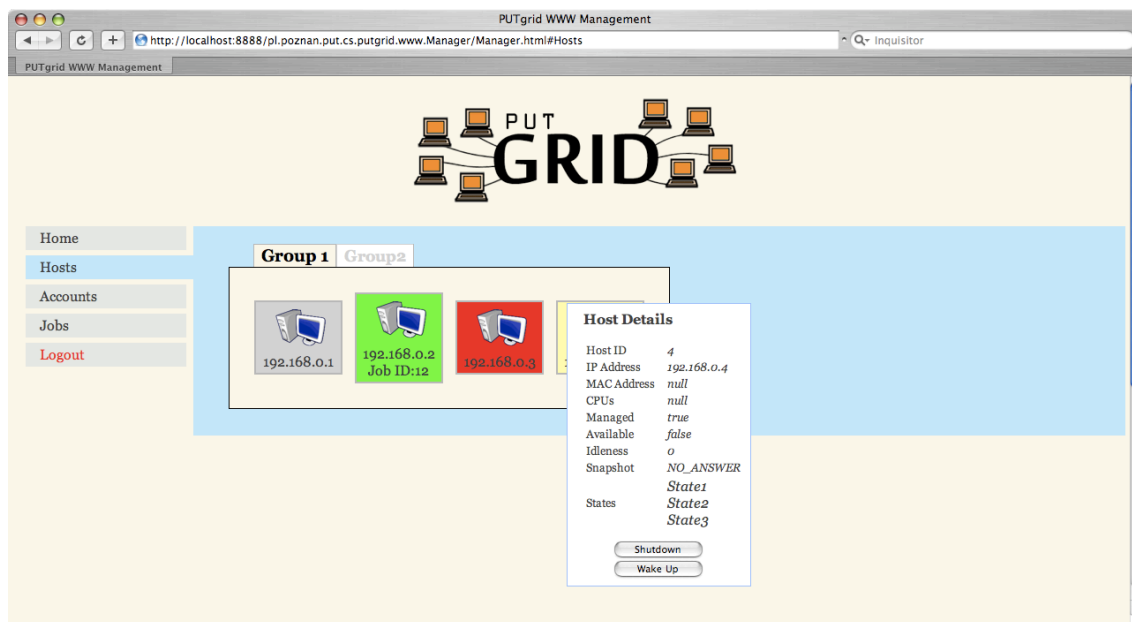 PUTgrid WWW Management
http://localhost:8888/pl.poznan.put.cs.putgrid.www.Manager/Manager.html#Hosts
Inquisitor
PUTgrid WWW Management
PUT
GRID
Home
Hosts
Accounts
Jobs
Logout
Group 1 Group2
192.168.0.1
192.168.0.2
Job ID:12
192.168.0.3
Host Details
Host ID 4
IP Address 192.168.0.4
MAC Address null
CPUs null
Managed true
Available false
Idleness 0
Snapshot NO_ANSWER
States State1
State2
State3
Shutdown
Wake Up